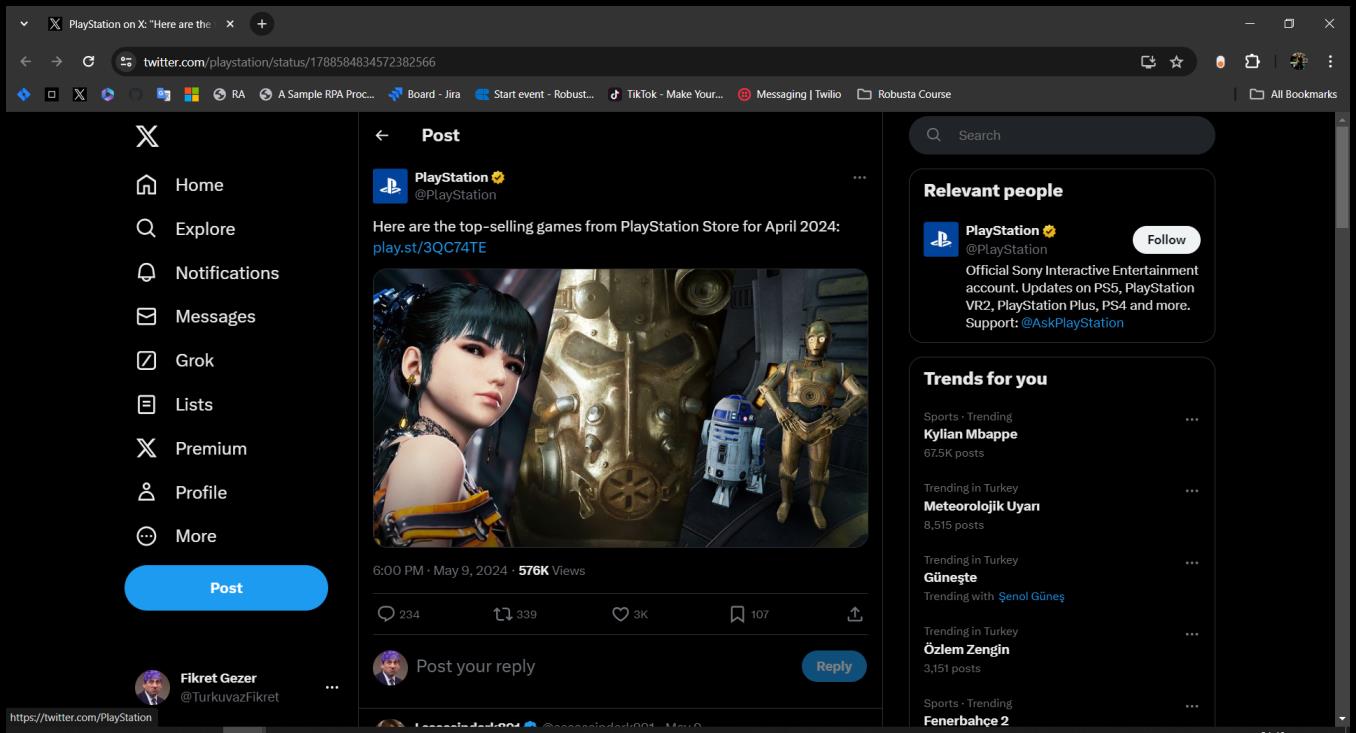 PlayStation on X: "Here are the
twitter.com/playstation/status/1788584834572382566
RA
A Sample RPA Proc...
Board - Jira
Start event - Robust...
TikTok - Make Your...
Messaging | Twilio
Robusta Course
All Bookmarks
Home
Explore
Notifications
Messages
Grok
Lists
Premium
Profile
More
Post
Fikret Gezer
@TurkuvazFikret
https://twitter.com/PlayStation
Post
PlayStation
@PlayStation
Here are the top-selling games from PlayStation Store for April 2024:
play.st/3QC74TE
6:00 PM · May 9, 2024 · 576K Views
234
339
3K
107
Post your reply
Reply
Search
Relevant people
PlayStation
@PlayStation
Follow
Official Sony Interactive Entertainment
account. Updates on PS5, PlayStation
VR2, PlayStation Plus, PS4 and more.
Support: @AskPlayStation
Trends for you
Sports · Trending
Kylian Mbappe
67.5K posts
Trending in Turkey
Meteorolojik Uyarı
8,515 posts
Trending in Turkey
Güneşte
Trending with Şenol Güneş
Trending in Turkey
Özlem Zengin
3,151 posts
Sports · Trending
Fenerbahçe 2